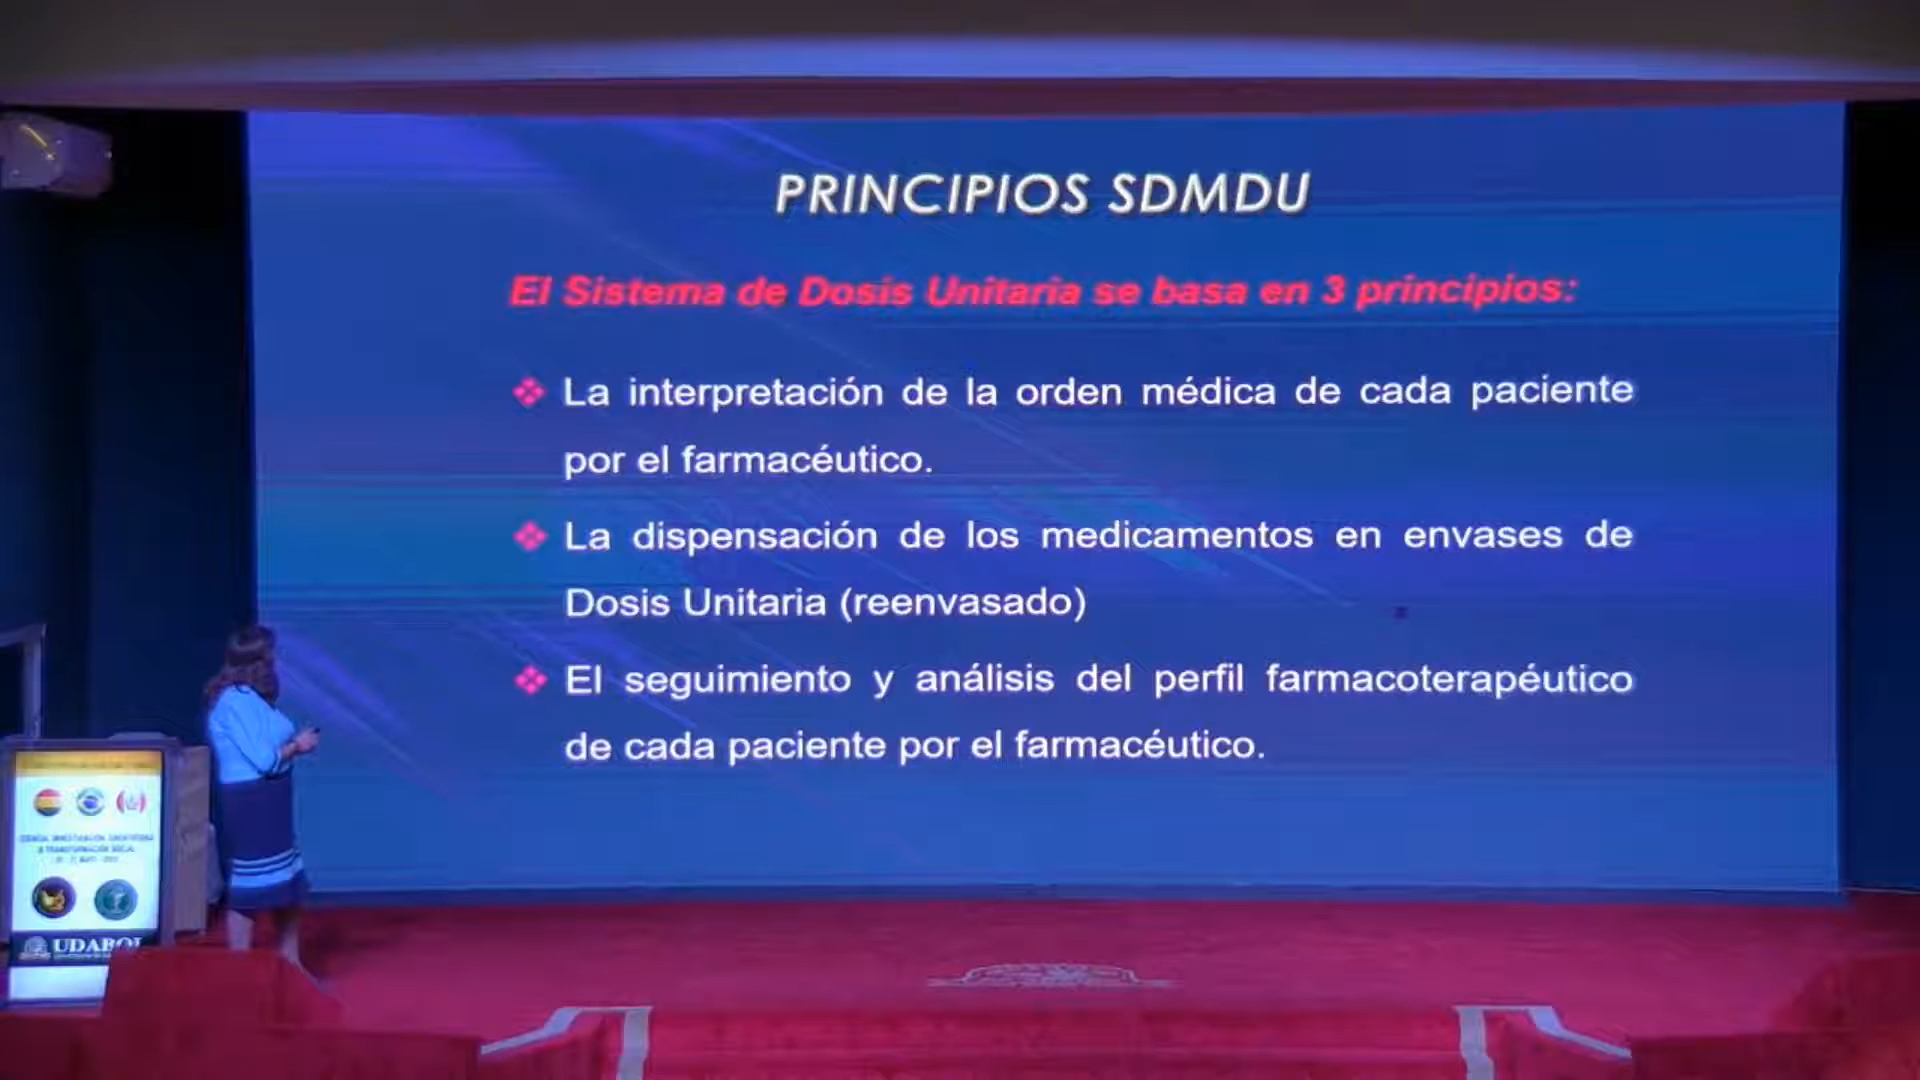 PRINCIPIOS SDMDU
El Sistema de Dosis Unitaria se basa en 3 principios:
La interpretación de la orden médica de cada paciente
por el farmacéutico.
La dispensación de los medicamentos en envases de
Dosis Unitaria (reenvasado)
El seguimiento y análisis del perfil farmacoterapéutico
de cada paciente por el farmacéutico.
UDABOL